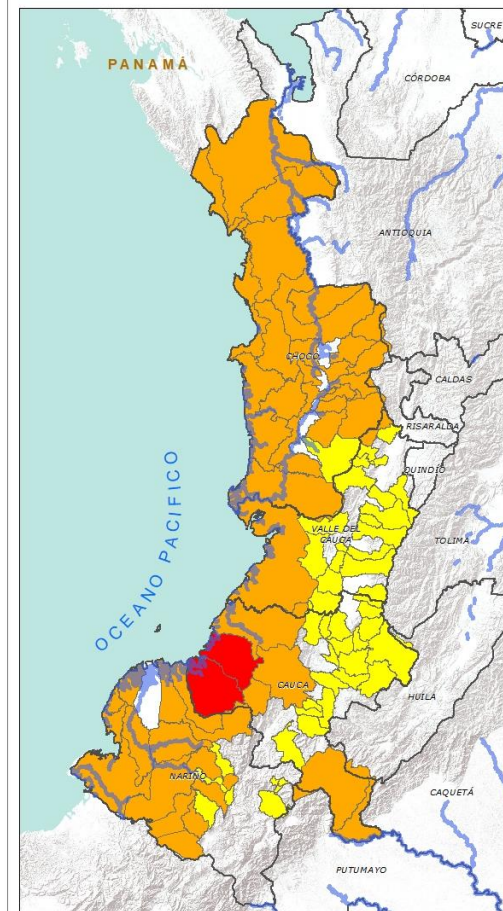 SUCRE
PANAMÁ
CÓRDOBA
ANTIOQUIA
CHOCÓ
CALDAS
RISARALDA
QUINDÍO
VALLE DEL
CAUCA
TOLIMA
OCEANO PACIFICO
HUILA
CAUCA
NARIÑO
CAQUETÁ
PUTUMAYO